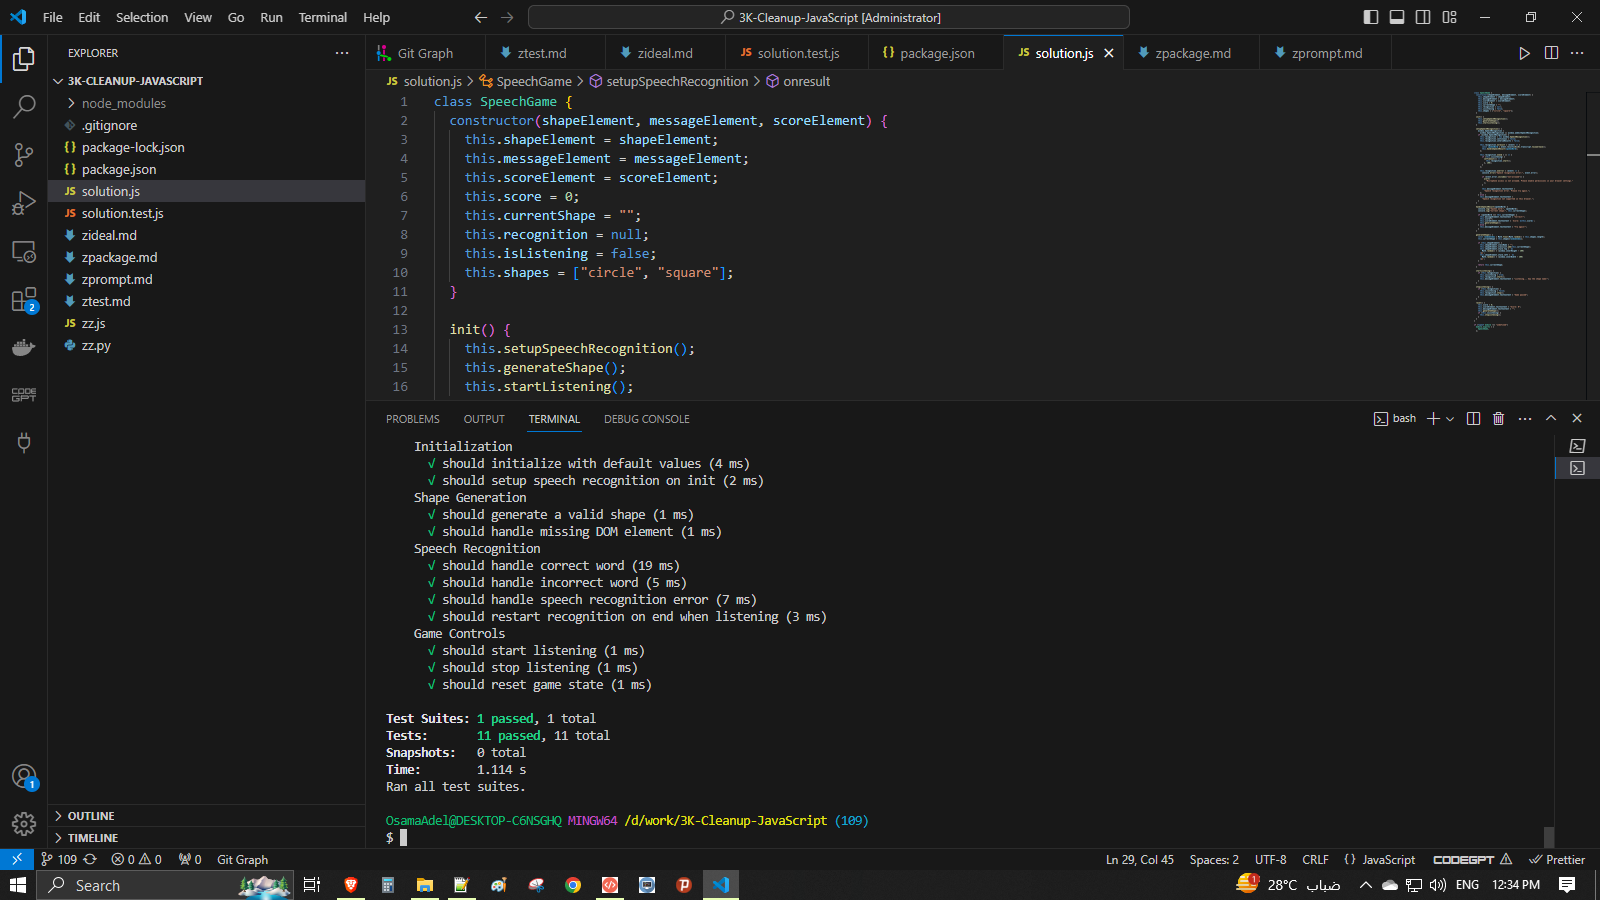 File Edit Selection View Go Run Terminal Help
3K-Cleanup-JavaScript [Administrator]
EXPLORER
3K-CLEANUP-JAVASCRIPT
node_modules
.gitignore
package-lock.json
package.json
solution.js
solution.test.js
zideal.md
zpackage.md
zprompt.md
ztest.md
zz.js
zz.py
OUTLINE
TIMELINE
Git Graph ztest.md zideal.md solution.test.js package.json solution.js zpackage.md zprompt.md
solution.js > SpeechGame > setupSpeechRecognition > onresult
1 class SpeechGame {
2 constructor(shapeElement, messageElement, scoreElement) {
3 this.shapeElement = shapeElement;
4 this.messageElement = messageElement;
5 this.scoreElement = scoreElement;
6 this.score = 0;
7 this.currentShape = "";
8 this.recognition = null;
9 this.isListening = false;
10 this.shapes = ["circle", "square"];
11 }
12
13 init() {
14 this.setupSpeechRecognition();
15 this.generateShape();
16 this.startListening();
PROBLEMS OUTPUT TERMINAL DEBUG CONSOLE
bash
Initialization
√ should initialize with default values (4 ms)
√ should setup speech recognition on init (2 ms)
Shape Generation
√ should generate a valid shape (1 ms)
√ should handle missing DOM element (1 ms)
Speech Recognition
√ should handle correct word (19 ms)
√ should handle incorrect word (5 ms)
√ should handle speech recognition error (7 ms)
√ should restart recognition on end when listening (3 ms)
Game Controls
√ should start listening (1 ms)
√ should stop listening (1 ms)
√ should reset game state (1 ms)
Test Suites: 1 passed, 1 total
Tests: 11 passed, 11 total
Snapshots: 0 total
Time: 1.114 s
Ran all test suites.
OsamaAdel@DESKTOP-C6NSGHQ MINGW64 /d/work/3K-Cleanup-JavaScript (109)
$
CODE GPT
2
1
109 0 0 0 Git Graph Ln 29, Col 45 Spaces: 2 UTF-8 CRLF {} JavaScript CODEGPT Prettier
Search 1 28°C ضباب ENG 12:34 PM